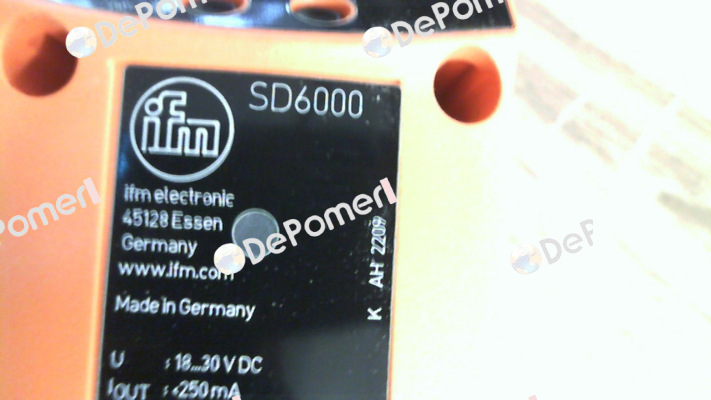 DePomerl
DePomerl
SD6000
ifm
ifm electronic
45128 Essen
Germany
www.ifm.com
Made in Germany
U : 18...30 V DC
IOUT : <250 mA
K AH 2209
DePomerl
DePomerl
DePo